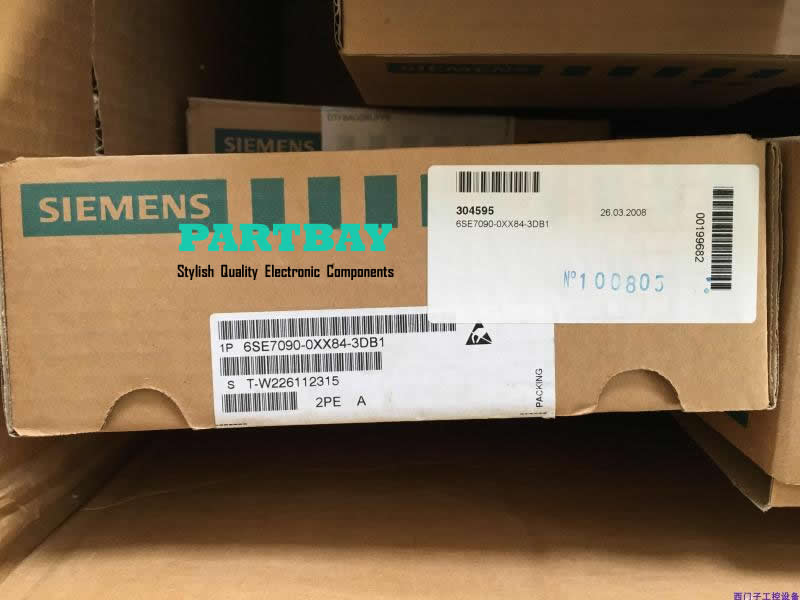 SIEMENS
SIEMENS
SIEMENS
PARTBAY
Stylish Quality Electronic Components
304595
26.03.2008
6SE7090-0XX84-3DB1
00199682
Nº100805
1P 6SE7090-0XX84-3DB1
S T-W226112315
2PE A
PACKING
西门子工控设备